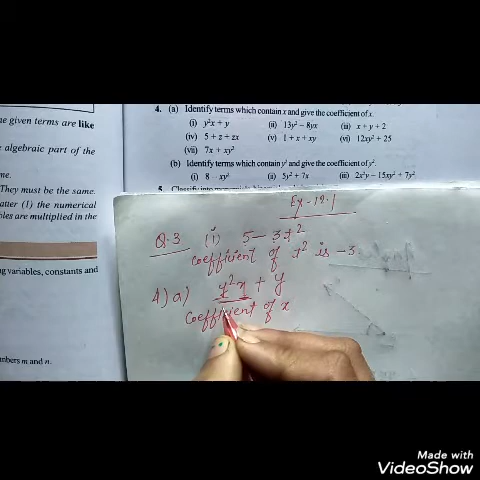 4. (a) Identify terms which contain x and give the coefficient of x.
(i) y²x + y (ii) 13y² – 8yx (iii) x + y + 2
(iv) 5 + z + zx (v) 1 + x + xy (vi) 12xy² + 25
(vii) 7x + xy²
(b) Identify terms which contain y² and give the coefficient of y².
(i) 8 – xy² (ii) 5y² + 7x (iii) 2x²y – 15xy² + 7y²
5.
given terms are like
algebraic part of the
me.
They must be the same.
atter (1) the numerical
bles are multiplied in the
ng variables, constants and
mbers m and n.
Ex-12.1
Q.3 (i) 5 – 3t²
coefficient of t² is –3
4) a) y²x + y
coefficient of x
Made with
VideoShow